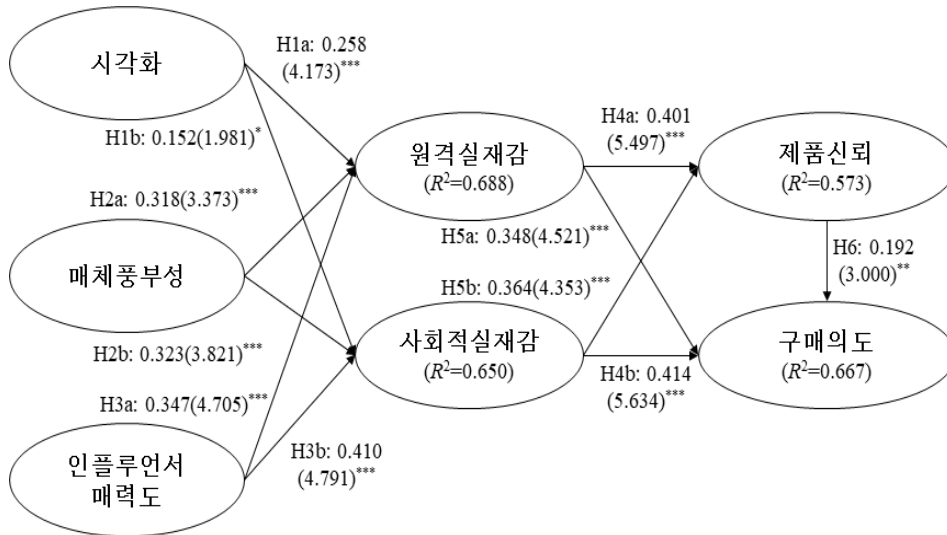 시각화
H1a: 0.258
(4.173)***
H1b: 0.152(1.981)*
원격실재감
(R²=0.688)
H4a: 0.401
(5.497)***
제품신뢰
(R²=0.573)
H2a: 0.318(3.373)***
매체풍부성
H5a: 0.348(4.521)***
H5b: 0.364(4.353)***
H6: 0.192
(3.000)**
H2b: 0.323(3.821)***
사회적실재감
(R²=0.650)
구매의도
(R²=0.667)
H3a: 0.347(4.705)***
H4b: 0.414
(5.634)***
인플루언서
매력도
H3b: 0.410
(4.791)***